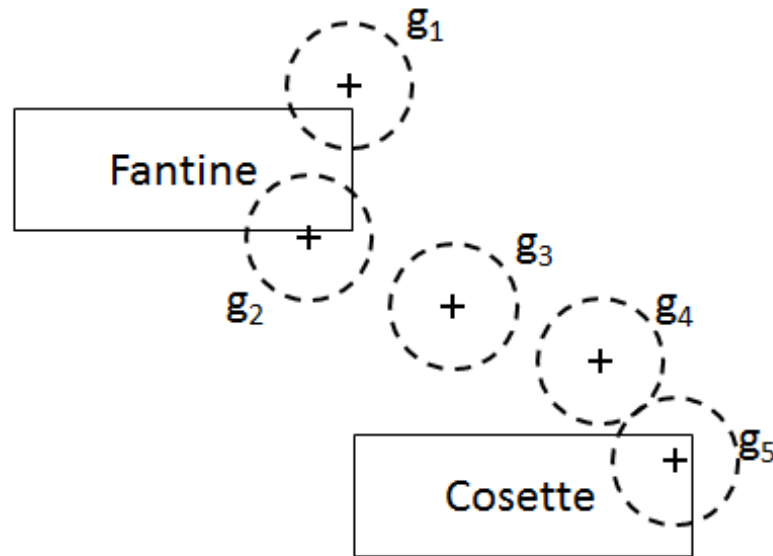 g₁
Fantine
g₂
g₃
g₄
g₅
Cosette